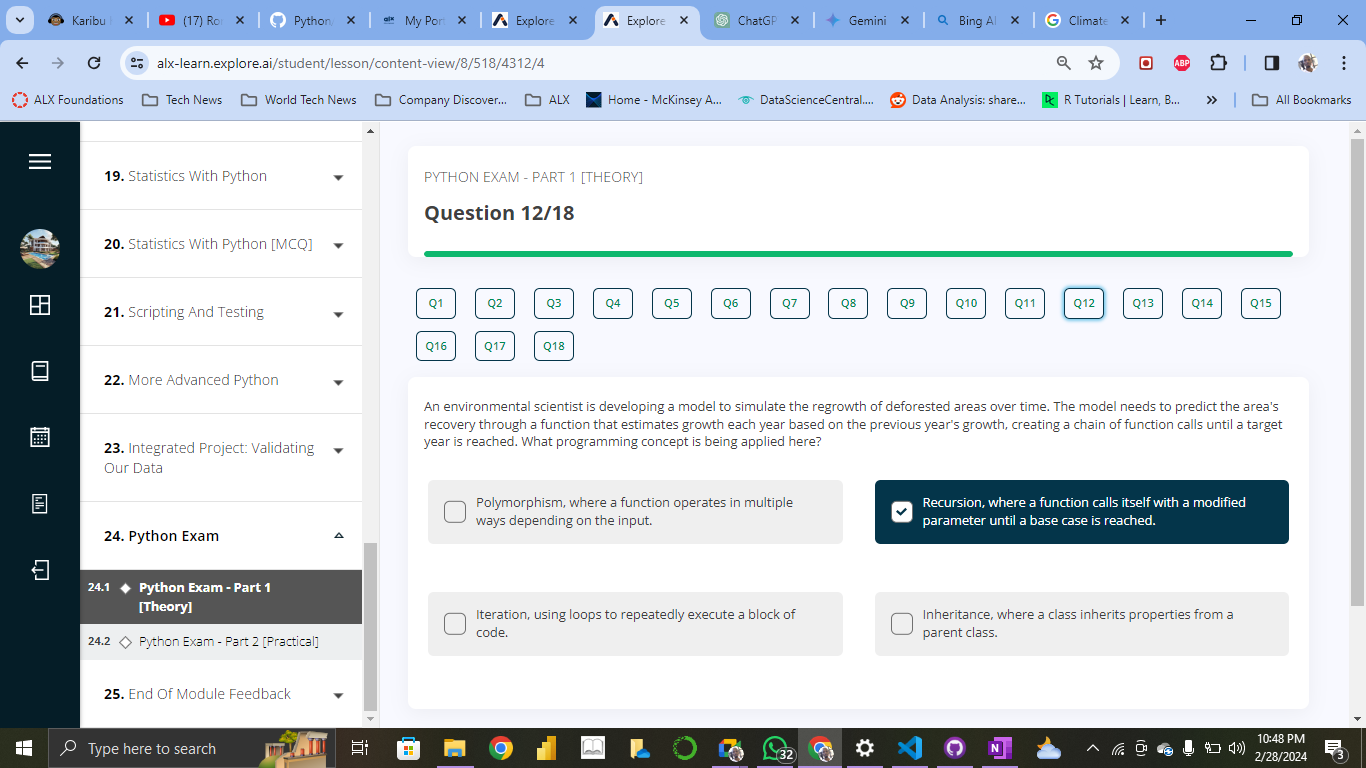 Karibu
(17) Ro
Python
My Por
Explore
Explore
ChatGP
Gemini
Bing AI
Climate
alx-learn.explore.ai/student/lesson/content-view/8/518/4312/4
ABP
ALX Foundations
Tech News
World Tech News
Company Discover...
ALX
Home - McKinsey A...
DataScienceCentral....
Data Analysis: share...
R Tutorials | Learn, B...
»
All Bookmarks
19. Statistics With Python
20. Statistics With Python [MCQ]
21. Scripting And Testing
22. More Advanced Python
23. Integrated Project: Validating
Our Data
24. Python Exam
24.1 Python Exam - Part 1
[Theory]
24.2 Python Exam - Part 2 [Practical]
25. End Of Module Feedback
PYTHON EXAM - PART 1 [THEORY]
Question 12/18
Q1 Q2 Q3 Q4 Q5 Q6 Q7 Q8 Q9 Q10 Q11 Q12 Q13 Q14 Q15
Q16 Q17 Q18
An environmental scientist is developing a model to simulate the regrowth of deforested areas over time. The model needs to predict the area's
recovery through a function that estimates growth each year based on the previous year's growth, creating a chain of function calls until a target
year is reached. What programming concept is being applied here?
Polymorphism, where a function operates in multiple
ways depending on the input.
Recursion, where a function calls itself with a modified
parameter until a base case is reached.
Iteration, using loops to repeatedly execute a block of
code.
Inheritance, where a class inherits properties from a
parent class.
Type here to search
32
10:48 PM
2/28/2024
3